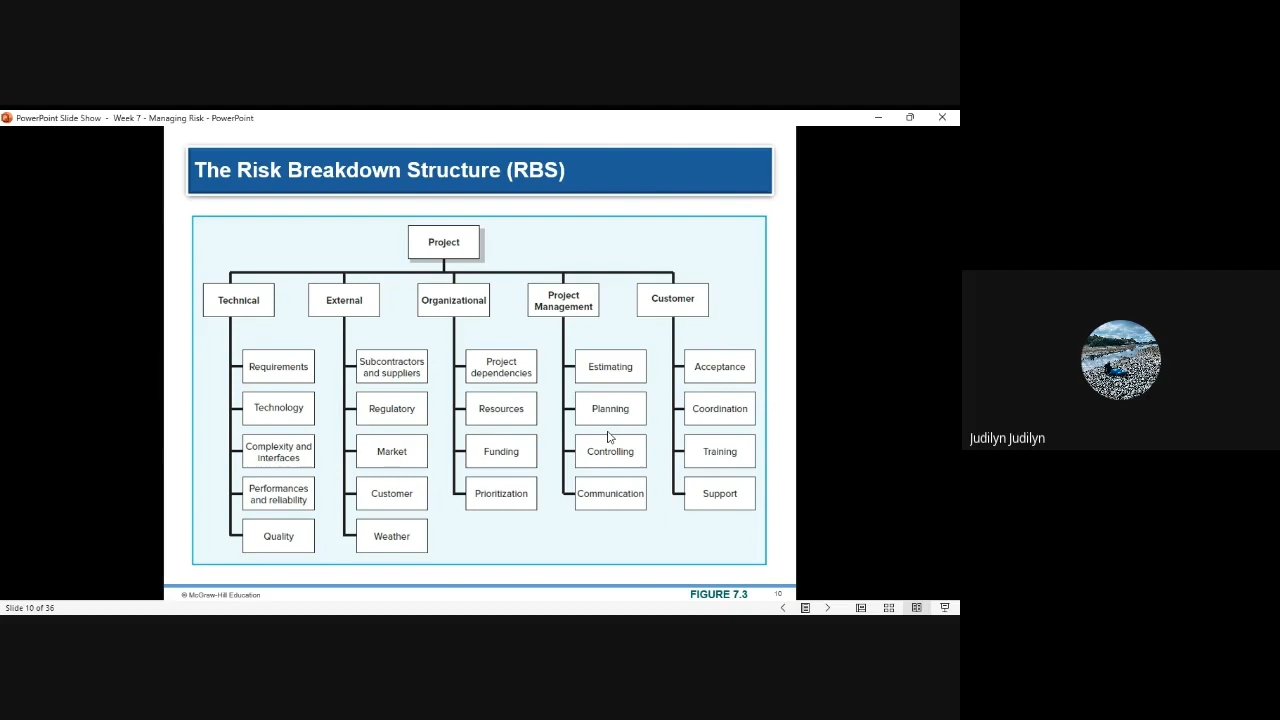 PowerPoint Slide Show - Week 7 - Managing Risk - PowerPoint
The Risk Breakdown Structure (RBS)
Project
Technical
External
Organizational
Project
Management
Customer
Requirements
Technology
Complexity and
interfaces
Performances
and reliability
Quality
Subcontractors
and suppliers
Regulatory
Market
Customer
Weather
Project
dependencies
Resources
Funding
Prioritization
Estimating
Planning
Controlling
Communication
Acceptance
Coordination
Training
Support
© McGraw-Hill Education
FIGURE 7.3
10
Slide 10 of 36
Judilyn Judilyn